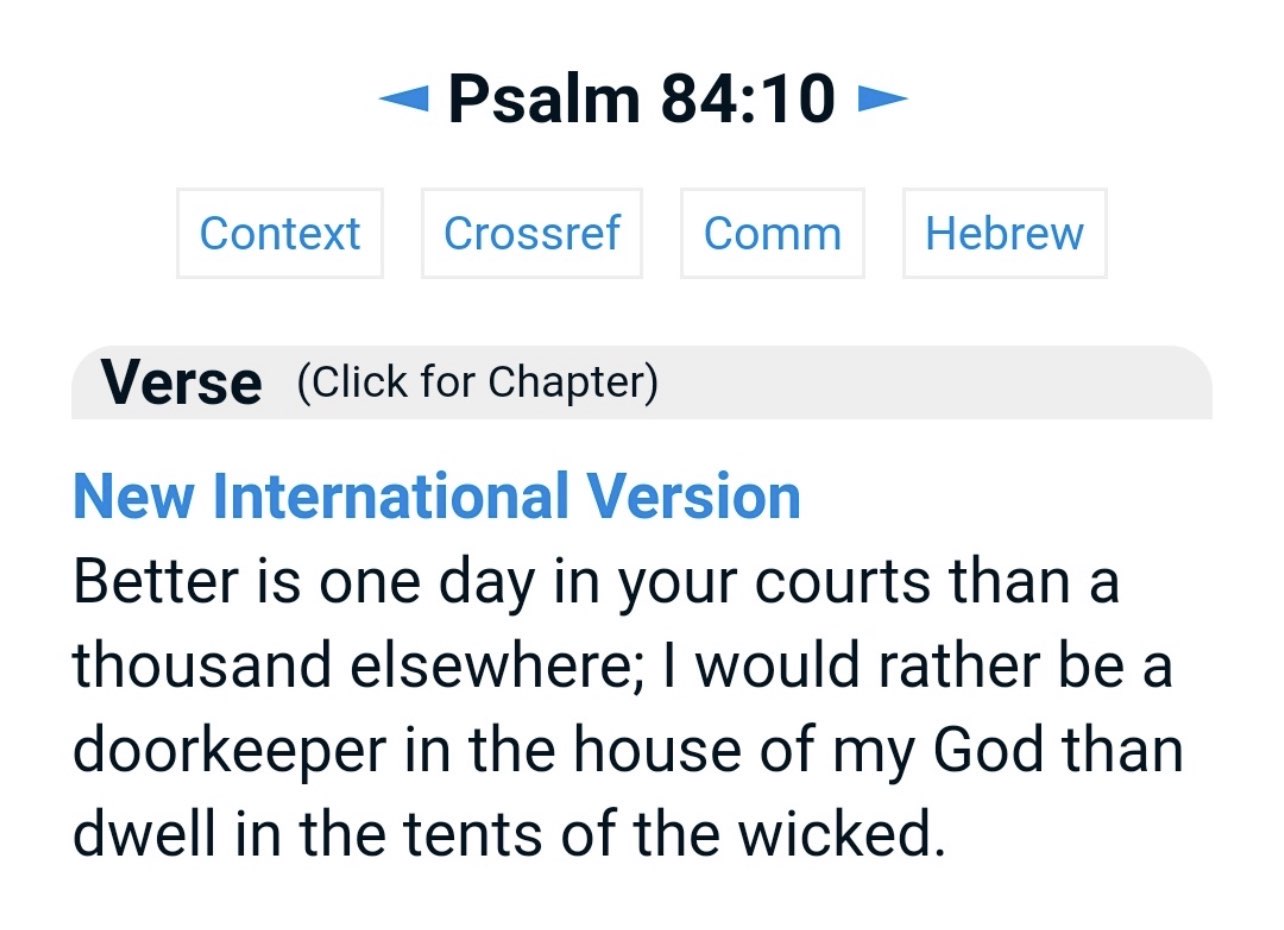 ◄ Psalm 84:10 ►
Context Crossref Comm Hebrew
Verse (Click for Chapter)
New International Version
Better is one day in your courts than a
thousand elsewhere; I would rather be a
doorkeeper in the house of my God than
dwell in the tents of the wicked.